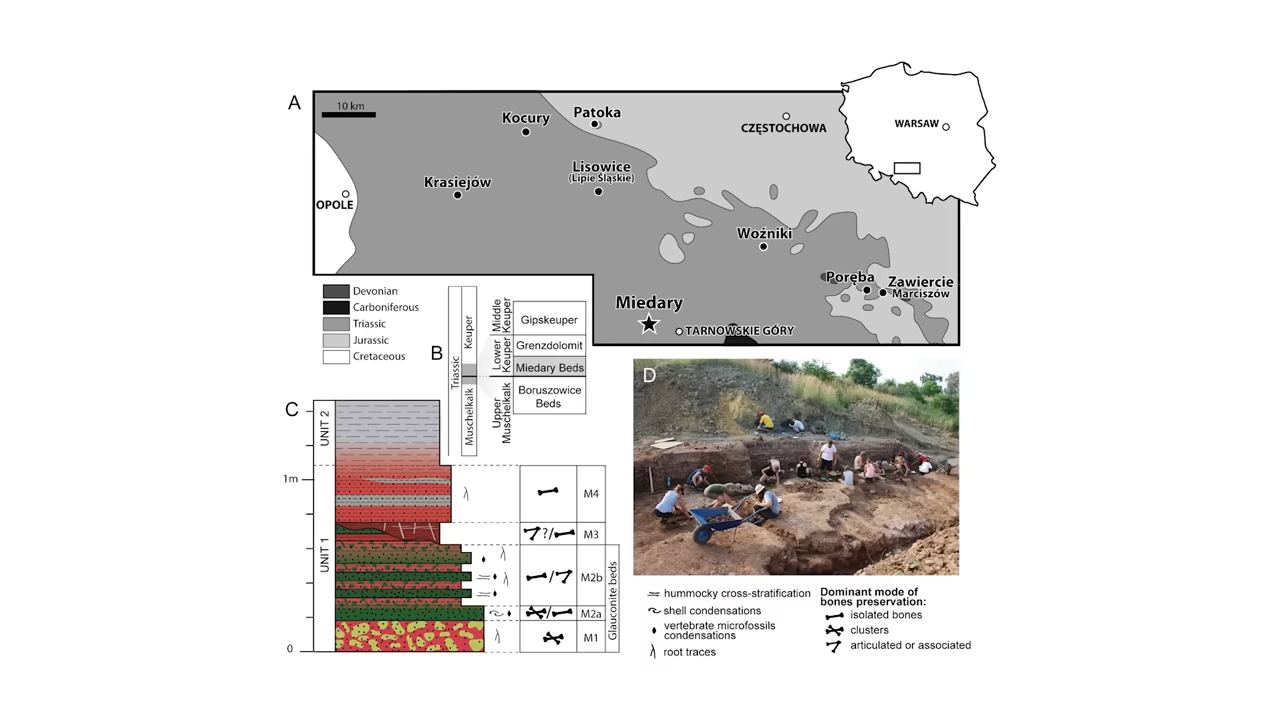 A
10 km
Kocury
Patoka
CZĘSTOCHOWA
WARSAW
Krasiejów
Lisowice
(Lipie Śląskie)
OPOLE
Woźniki
Poręba
Zawiercie
Marciszów
Miedary
TARNOWSKIE GÓRY
Devonian
Carboniferous
Triassic
Jurassic
Cretaceous
B
Triassic
Keuper
Muschelkalk
Middle
Keuper
Lower
Keuper
Upper
Muschelkalk
Gipskeuper
Grenzdolomit
Miedary Beds
Boruszowice
Beds
C
UNIT 2
UNIT 1
1m
0
M4
?/
M3
/
M2b
/
M2a
M1
Glauconite beds
D
hummocky cross-stratification
shell condensations
vertebrate microfossils
condensations
root traces
Dominant mode of
bones preservation:
isolated bones
clusters
articulated or associated